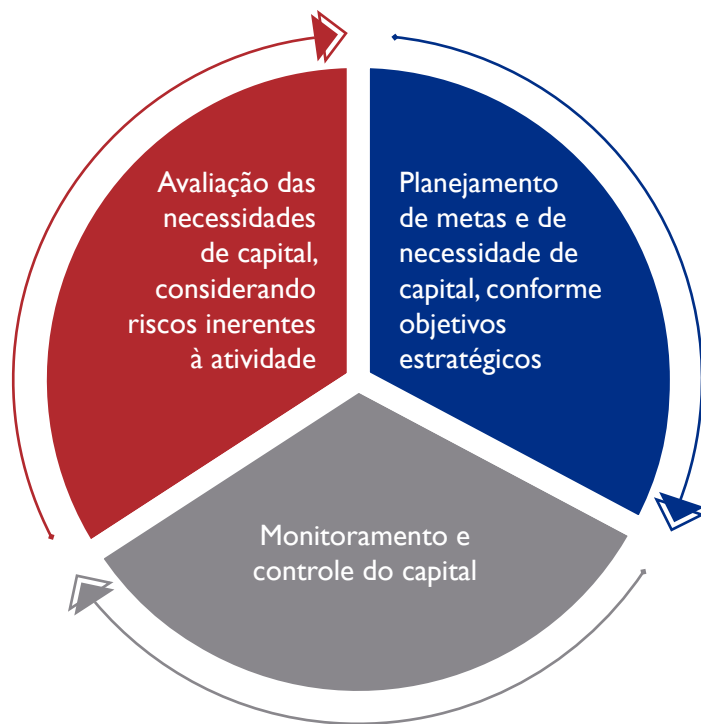 Avaliação das
necessidades
de capital,
considerando
riscos inerentes
à atividade
Planejamento
de metas e de
necessidade de
capital, conforme
objetivos
estratégicos
Monitoramento e
controle do capital